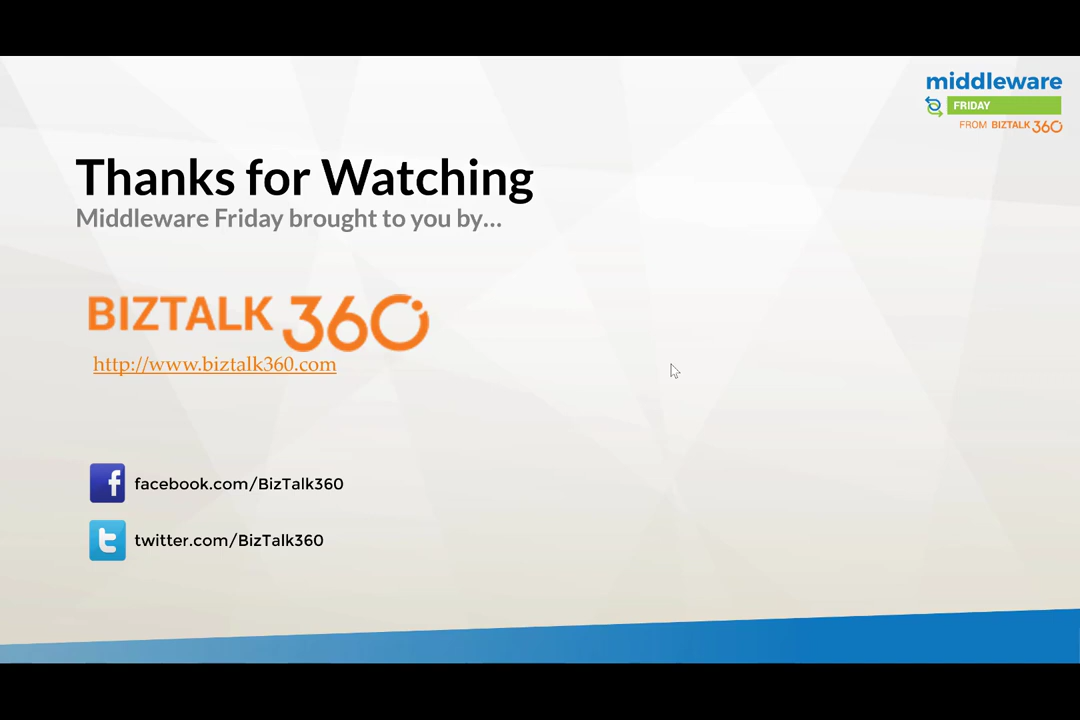 middleware
FRIDAY
FROM BIZTALK 360
Thanks for Watching
Middleware Friday brought to you by...
BIZTALK 360
http://www.biztalk360.com
facebook.com/BizTalk360
twitter.com/BizTalk360